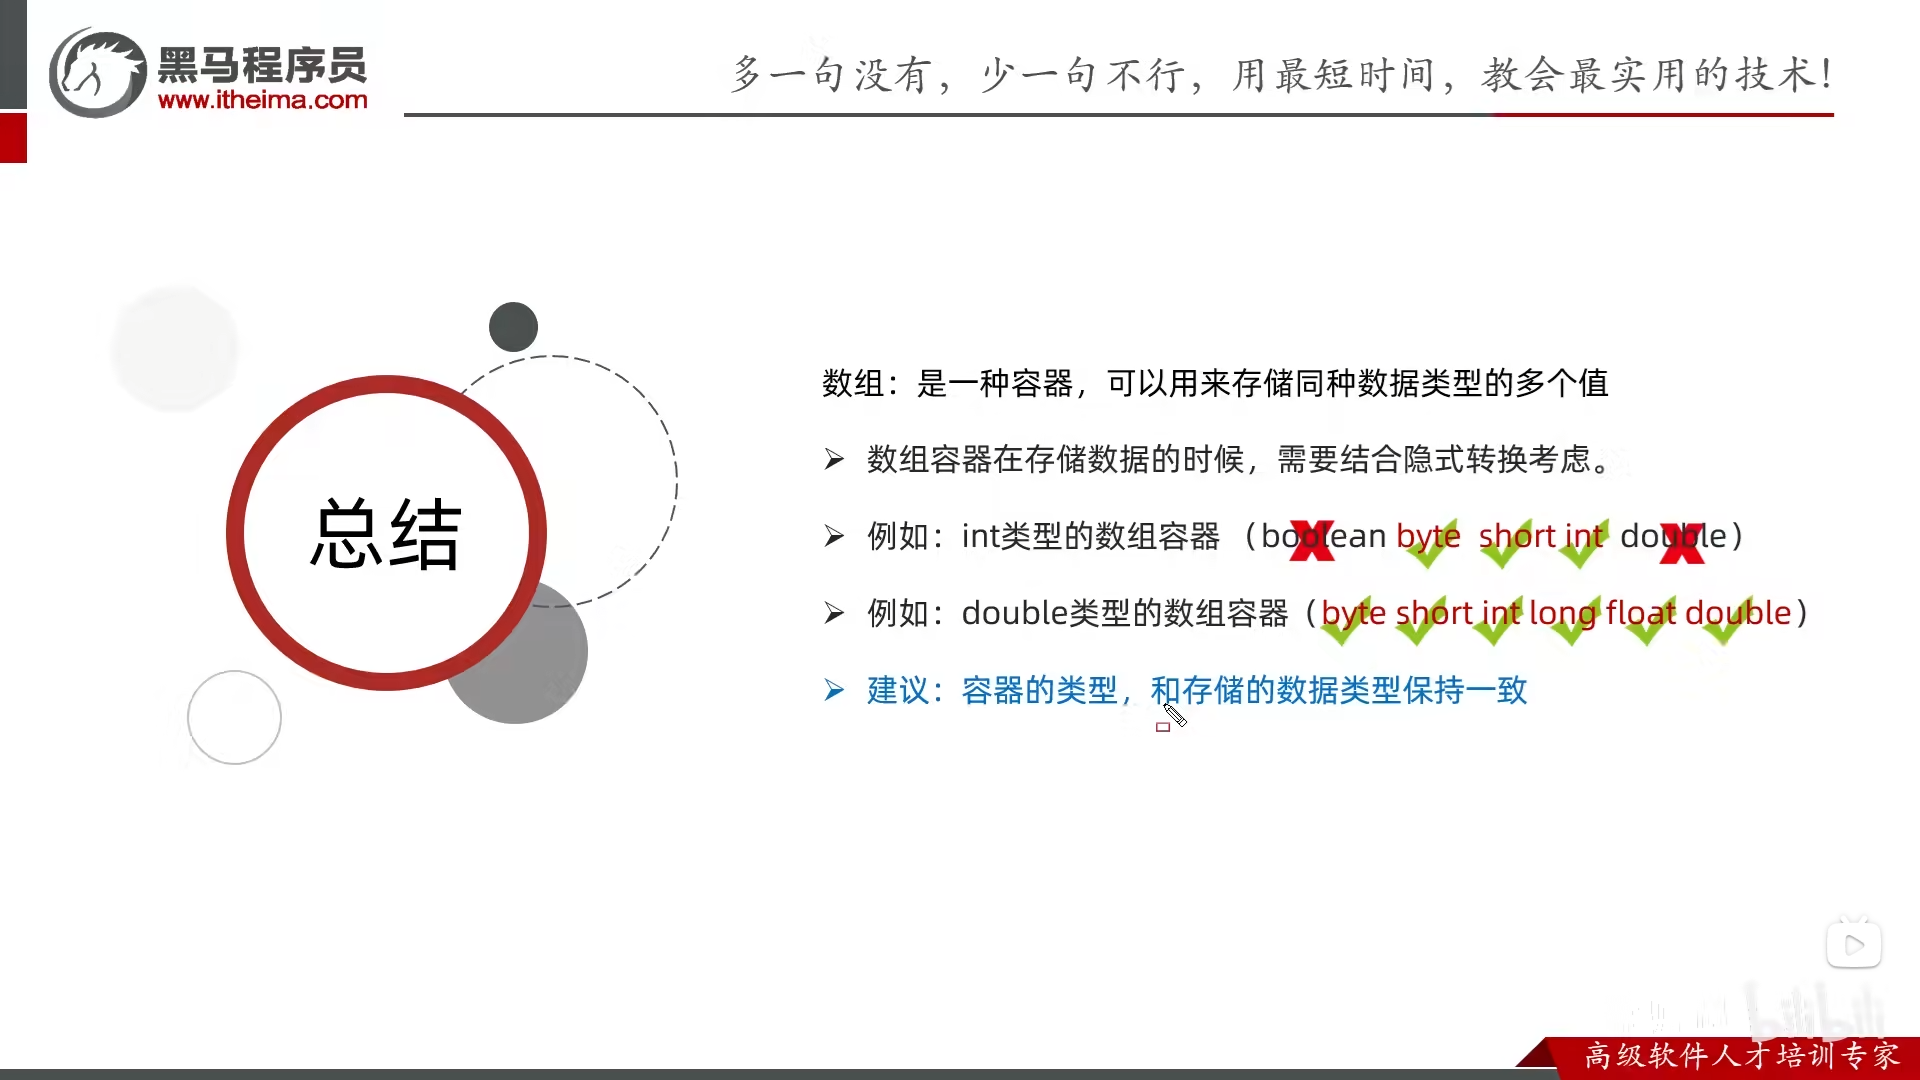 黑马程序员
www.itheima.com
多一句没有，少一句不行，用最短时间，教会最实用的技术！
总结
数组：是一种容器，可以用来存储同种数据类型的多个值
数组容器在存储数据的时候，需要结合隐式转换考虑。
例如：int类型的数组容器（boolean byte short int double）
例如：double类型的数组容器（byte short int long float double）
建议：容器的类型，和存储的数据类型保持一致
bilibili
高级软件人才培训专家